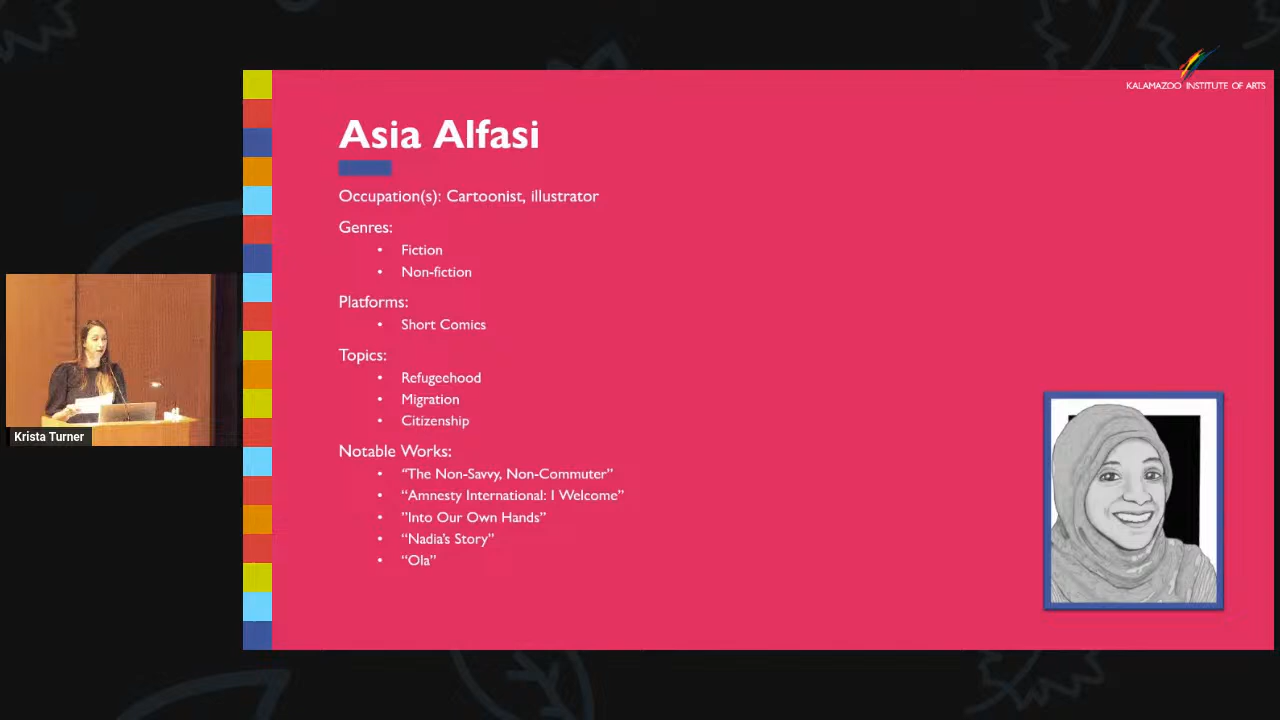 KALAMAZOO INSTITUTE OF ARTS
Asia Alfasi
Occupation(s): Cartoonist, illustrator
Genres:
• Fiction
• Non-fiction
Platforms:
• Short Comics
Topics:
• Refugeehood
• Migration
• Citizenship
Notable Works:
• “The Non-Savvy, Non-Commuter”
• “Amnesty International: I Welcome”
• ”Into Our Own Hands”
• “Nadia’s Story”
• “Ola”
Krista Turner